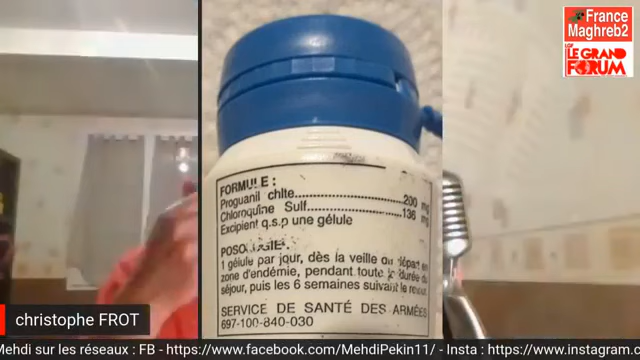 France
Maghreb2
LE GRAND
FORUM
FORMULE :
Proguanil chlte..........................200 mg
Chloroquine Sulf.......................136 mg
Excipient q.s.p une gélule
POSOLOGIE.
1 gélule par jour, dès la veille du départ en
zone d'endémie, pendant toute la durée du
séjour, puis les 6 semaines suivant le retour
SERVICE DE SANTÉ DES ARMÉES
697-100-840-030
christophe FROT
Mehdi sur les réseaux : FB - https://www.facebook.com/MehdiPekin11/ - Insta : https://www.instagram.c